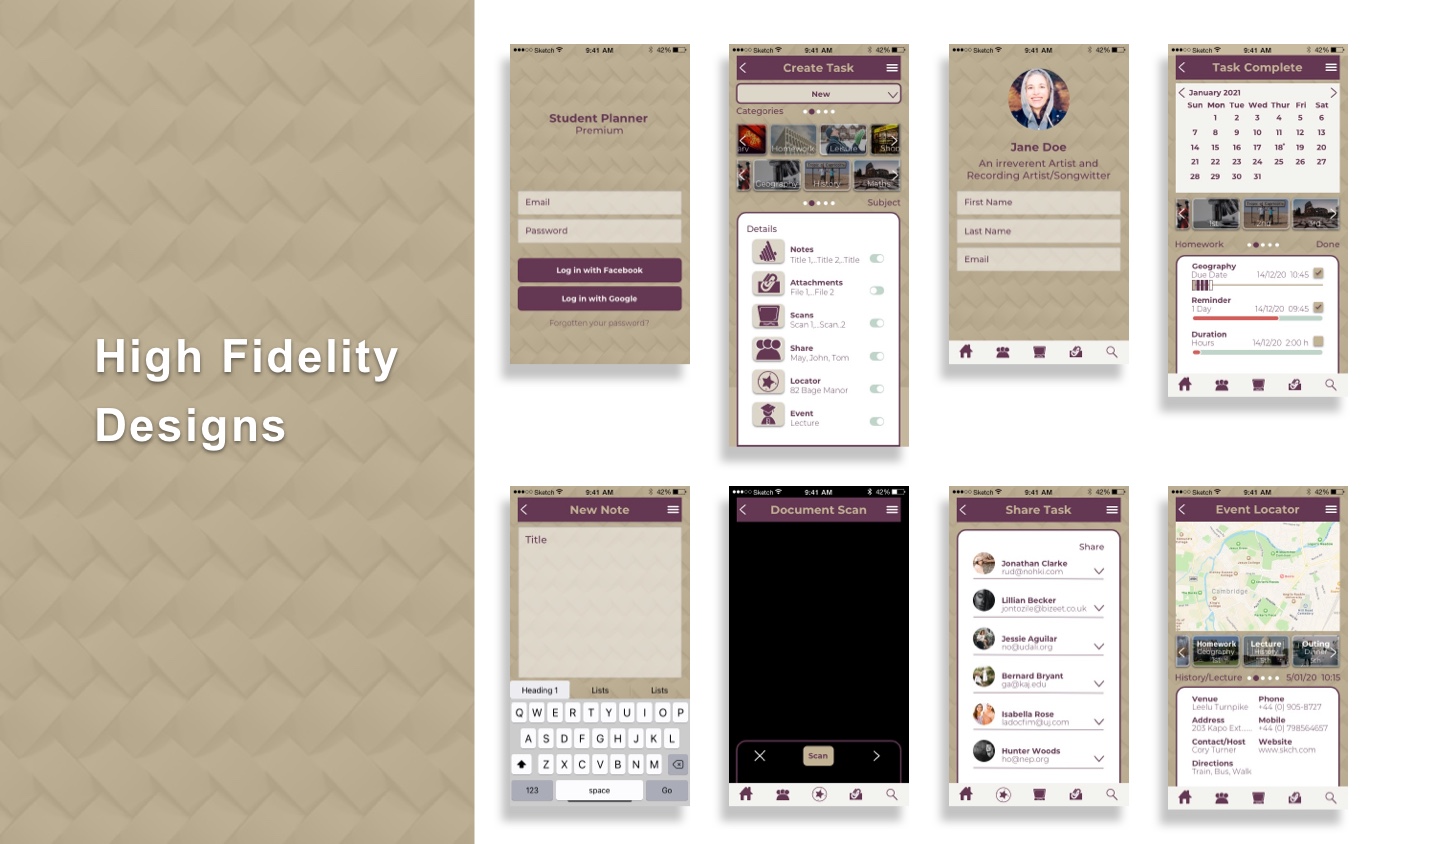 High Fidelity
Designs
Sketch 9:41 AM 42%
Student Planner
Premium
Email
Password
Log in with Facebook
Log in with Google
Forgotten your password?
Sketch 9:41 AM 42%
Create Task
New
Categories
ary Homework Leisure Shop
Geography History Maths
Subject
Details
Notes
Title 1,..Title 2,.Title
Attachments
File 1,..File 2
Scans
Scan 1,..Scan..2
Share
May, John, Tom
Locator
82 Bage Manor
Event
Lecture
Sketch 9:41 AM 42%
Jane Doe
An irreverent Artist and
Recording Artist/Songwitter
First Name
Last Name
Email
Sketch 9:41 AM 42%
Task Complete
January 2021
Sun Mon Tue Wed Thur Fri Sat
1 2 3 4 5 6
7 8 9 10 11 12 13
14 15 16 17 18* 19 20
21 22 23 24 25 26 27
28 29 30 31
1st 2nd 3rd
Homework Done
Geography
Due Date 14/12/20 10:45
Reminder
1 Day 14/12/20 09:45
Duration
Hours 14/12/20 2:00 h
Sketch 9:41 AM 42%
New Note
Title
Heading 1 Lists Lists
Q W E R T Y U I O P
A S D F G H J K L
Z X C V B N M
123 space Go
Sketch 9:41 AM 42%
Document Scan
Scan
Sketch 9:41 AM 42%
Share Task
Share
Jonathan Clarke
rud@nohki.com
Lillian Becker
jontozile@bizeet.co.uk
Jessie Aguilar
no@udaii.org
Bernard Bryant
ga@kaj.edu
Isabella Rose
ladocfim@uj.com
Hunter Woods
ho@nep.org
Sketch 9:41 AM 42%
Event Locator
Cambridge
Homework Lecture Outing
Geography History Dinner
1st 5th 9th
History/Lecture 5/01/20 10:15
Venue Phone
Leelu Turnpike +44 (0) 905-8727
Address Mobile
203 Kapo Ext...... +44 (0) 798564657
Contact/Host Website
Cory Turner www.skch.com
Directions
Train, Bus, Walk